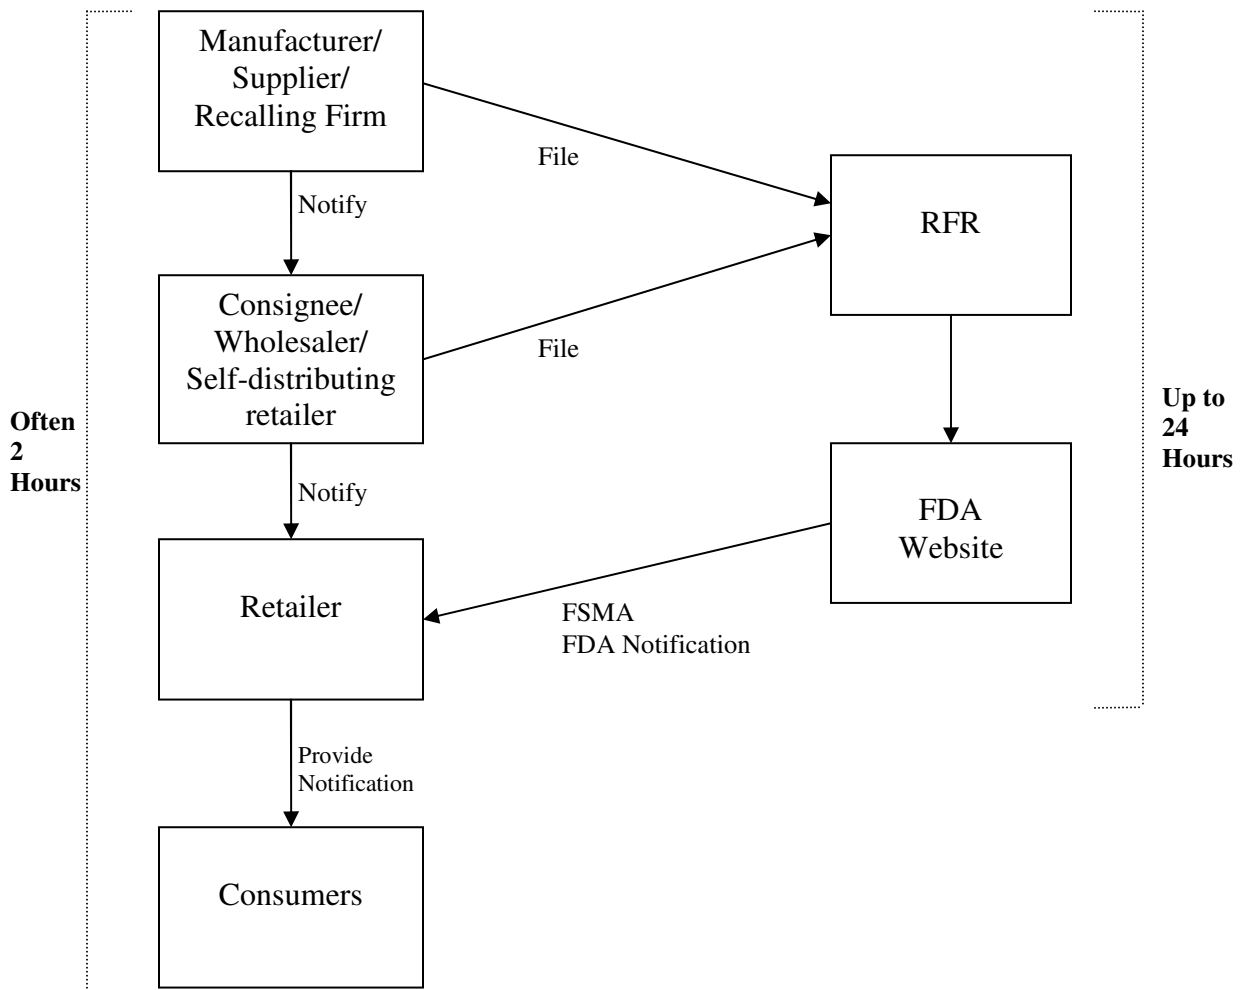 Manufacturer/
Supplier/
Recalling Firm
File
Notify
RFR
Consignee/
Wholesaler/
Self-distributing
retailer
File
Often
2
Hours
Up to
24
Hours
Notify
FDA
Website
Retailer
FSMA
FDA Notification
Provide
Notification
Consumers